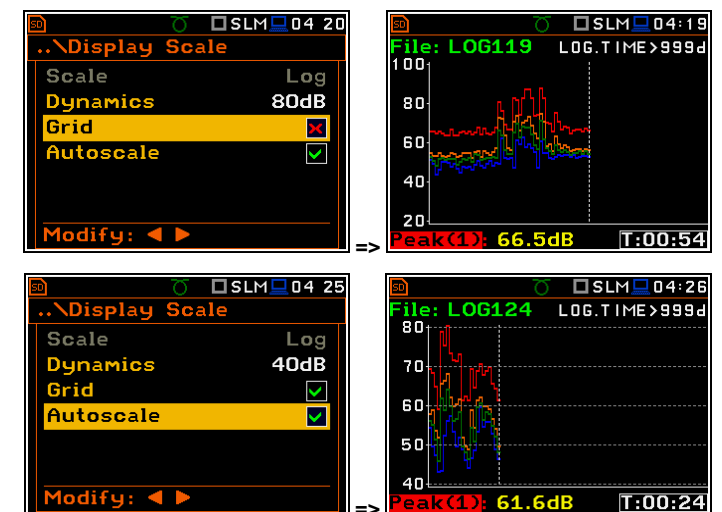 SD SLM 04 20
..\Display Scale
Scale Log
Dynamics 80dB
Grid
Autoscale
Modify:
=>
SD SLM 04:19
File: LOG119 LOG.TIME>999d
100
80
60
40
20
Peak(1): 66.5dB T:00:54
SD SLM 04 25
..\Display Scale
Scale Log
Dynamics 40dB
Grid
Autoscale
Modify:
=>
SD SLM 04:26
File: LOG124 LOG.TIME>999d
80
70
60
50
40
Peak(1): 61.6dB T:00:24